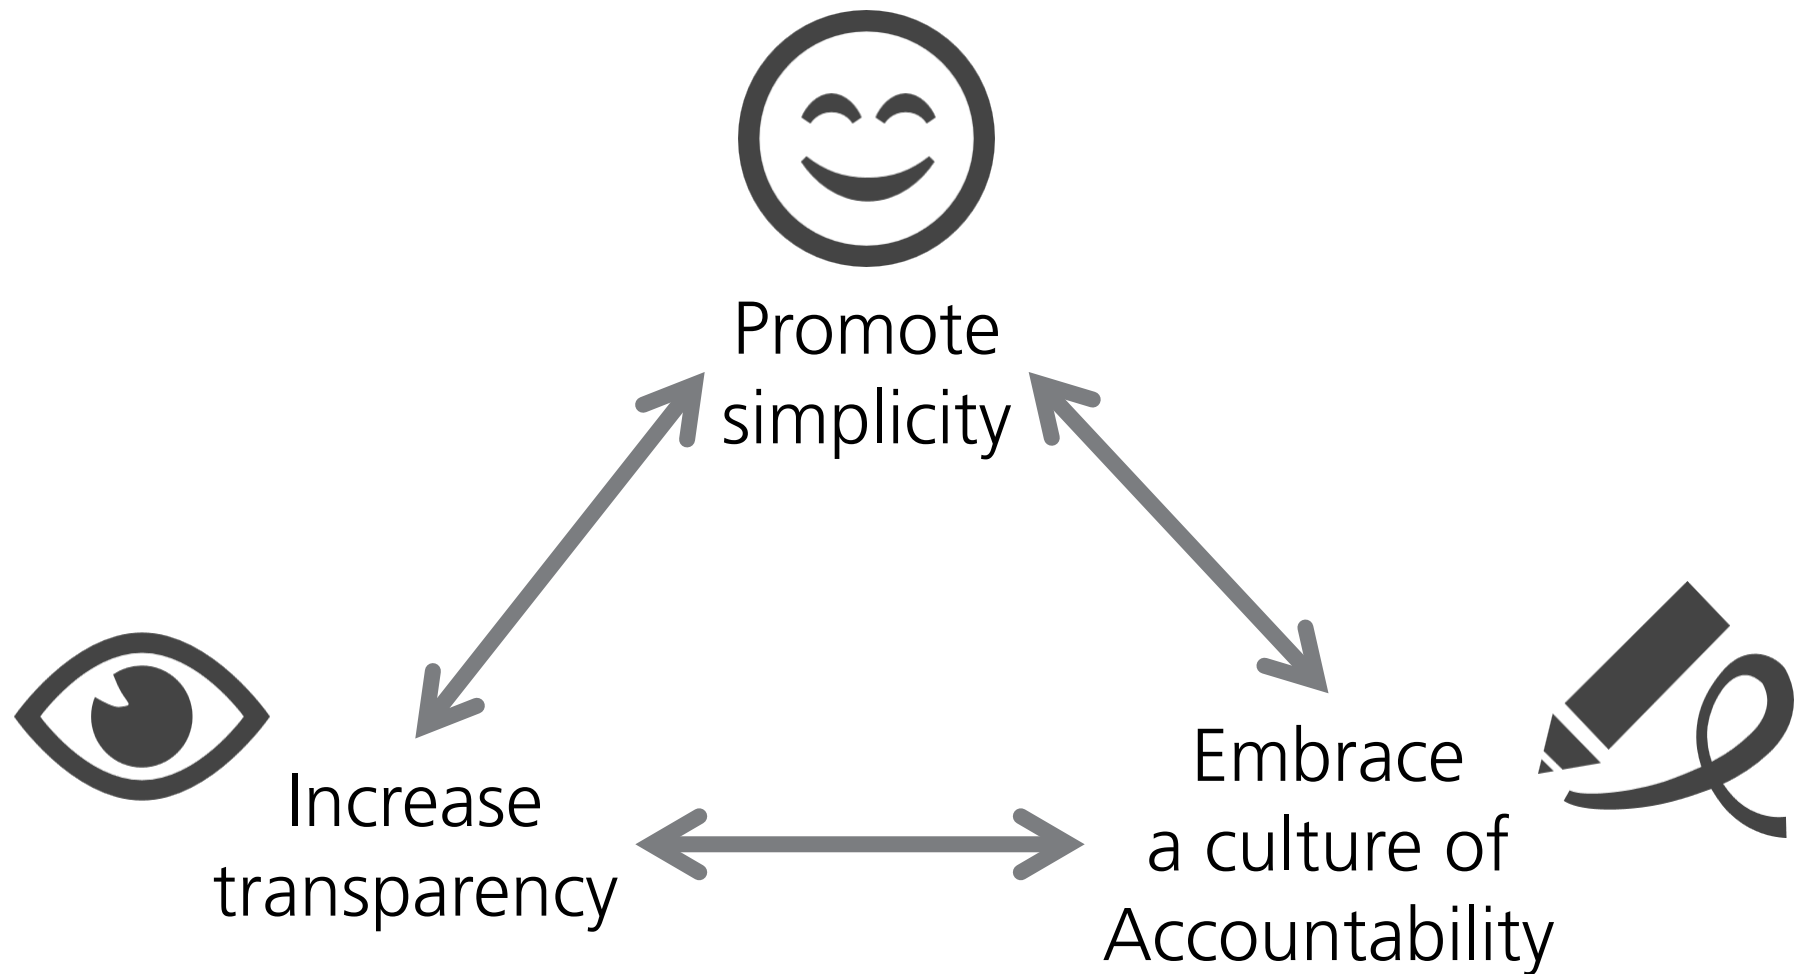 Promote
simplicity
Increase
transparency
Embrace
a culture of
Accountability